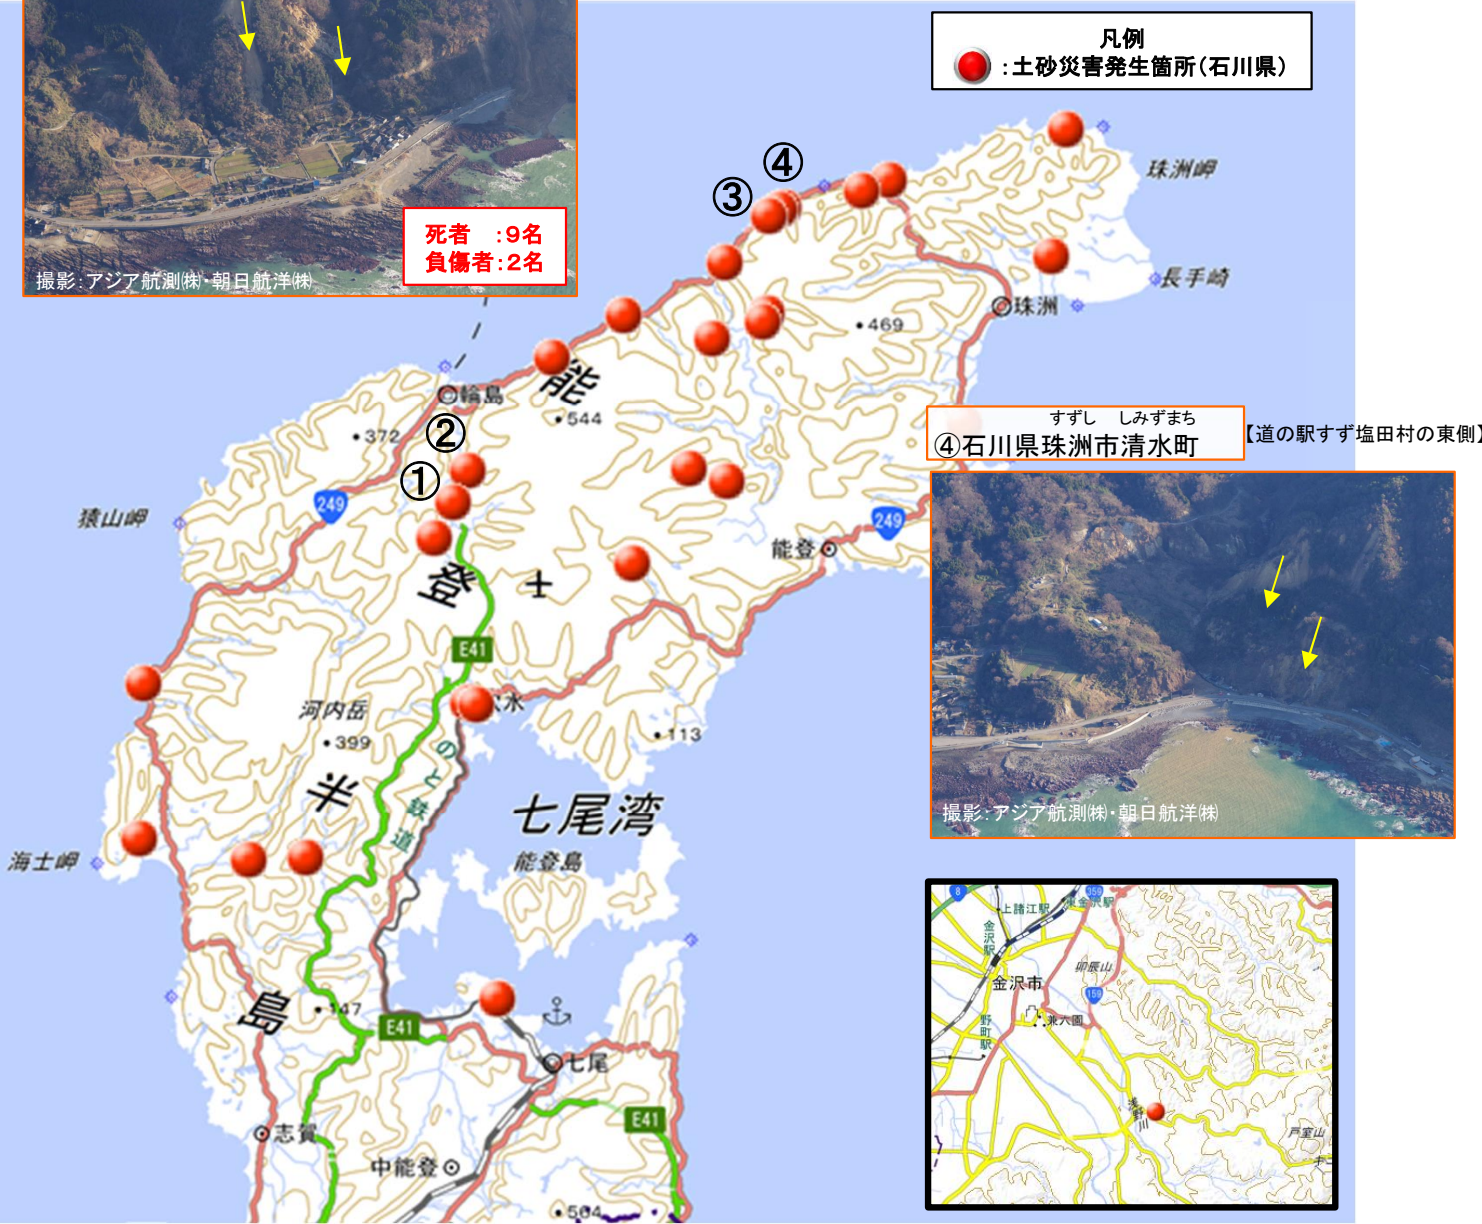 死者　：9名
負傷者：2名
撮影：アジア航測㈱・朝日航洋㈱
凡例
：土砂災害発生箇所（石川県）
④
③
珠洲岬
長手崎
珠洲
469
能
輪島
544
372
②
①
249
猿山岬
すずし　しみずまち
④石川県珠洲市清水町
【道の駅すず塩田村の東側】
249
能登
登
E41
水
河内岳
399
113
のと鉄道
半
七尾湾
能登島
海士岬
撮影：アジア航測㈱・朝日航洋㈱
島
147
E41
七尾
E41
志賀
中能登
504
8
359
上諸江駅
東金沢駅
金沢駅
卯辰山
金沢市
159
兼六園
野町駅
浅野川
戸室山
キ